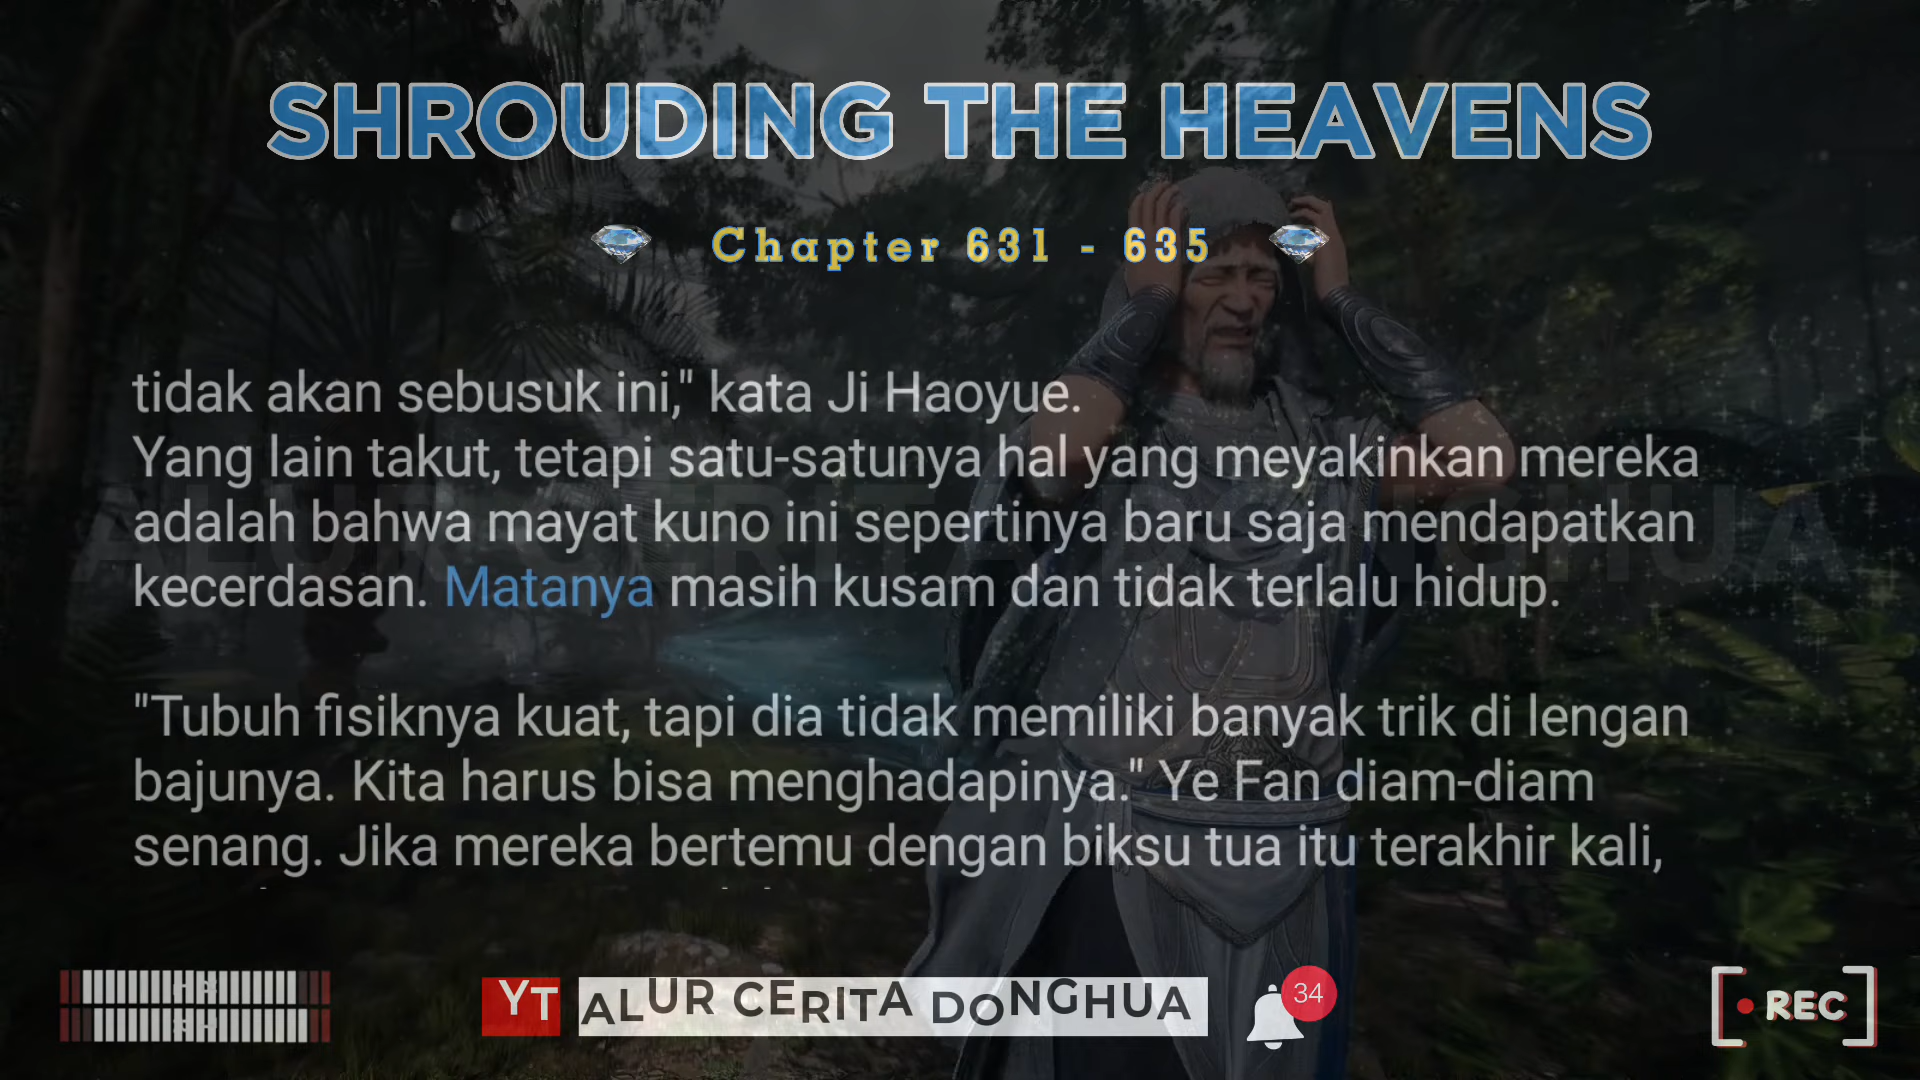 SHROUDING THE HEAVENS
Chapter 631 - 635
tidak akan sebusuk ini," kata Ji Haoyue.
Yang lain takut, tetapi satu-satunya hal yang meyakinkan mereka
adalah bahwa mayat kuno ini sepertinya baru saja mendapatkan
kecerdasan. Matanya masih kusam dan tidak terlalu hidup.
"Tubuh fisiknya kuat, tapi dia tidak memiliki banyak trik di lengan
bajunya. Kita harus bisa menghadapinya." Ye Fan diam-diam
senang. Jika mereka bertemu dengan biksu tua itu terakhir kali,
ALUR CERITA DONGHUA
YT ALUR CERITA DONGHUA
34
REC